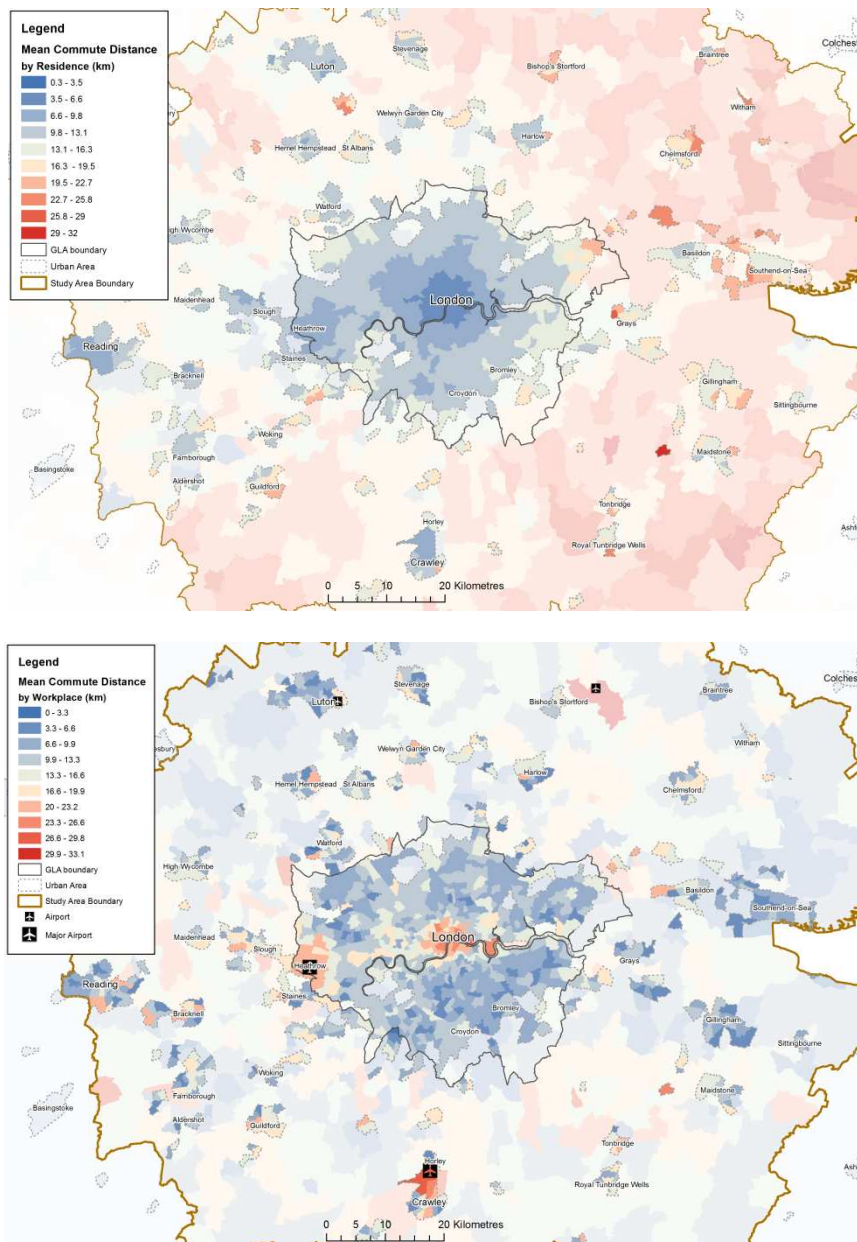 Legend
Mean Commute Distance
by Residence (km)
0.3 - 3.5
3.5 - 6.6
6.6 - 9.8
9.8 - 13.1
13.1 - 16.3
16.3 - 19.5
19.5 - 22.7
22.7 - 25.8
25.8 - 29
29 - 32
GLA boundary
Urban Area
Study Area Boundary
Colchest
Stevenage
Braintree
Luton
Bishop's Stortford
Witham
Welwyn Garden City
Harlow
Hemel Hempstead
St Albans
Chelmsford
Watford
High Wycombe
Basildon
Southend-on-Sea
Maidenhead
London
Slough
Heathrow
Grays
Reading
Staines
Bracknell
Bromley
Gillingham
Croydon
Sittingbourne
Woking
Basingstoke
Farnborough
Maidstone
Aldershot
Guildford
Tonbridge
Horley
Ashf
Royal Tunbridge Wells
Crawley
0 5 10 20 Kilometres
Legend
Mean Commute Distance
by Workplace (km)
0 - 3.3
3.3 - 6.6
6.6 - 9.9
9.9 - 13.3
13.3 - 16.6
16.6 - 19.9
20 - 23.2
23.3 - 26.6
26.6 - 29.8
29.9 - 33.1
GLA boundary
Urban Area
Study Area Boundary
Airport
Major Airport
Colchest
Stevenage
Braintree
Luton
Bishop's Stortford
esbury
Welwyn Garden City
Witham
Harlow
Hemel Hempstead
St Albans
Chelmsford
Watford
High Wycombe
Basildon
Southend-on-Sea
Maidenhead
London
Slough
Heathrow
Grays
Reading
Staines
Bracknell
Bromley
Gillingham
Croydon
Sittingbourne
Woking
Basingstoke
Farnborough
Maidstone
Aldershot
Guildford
Tonbridge
Horley
Ashf
Royal Tunbridge Wells
Crawley
0 5 10 20 Kilometres